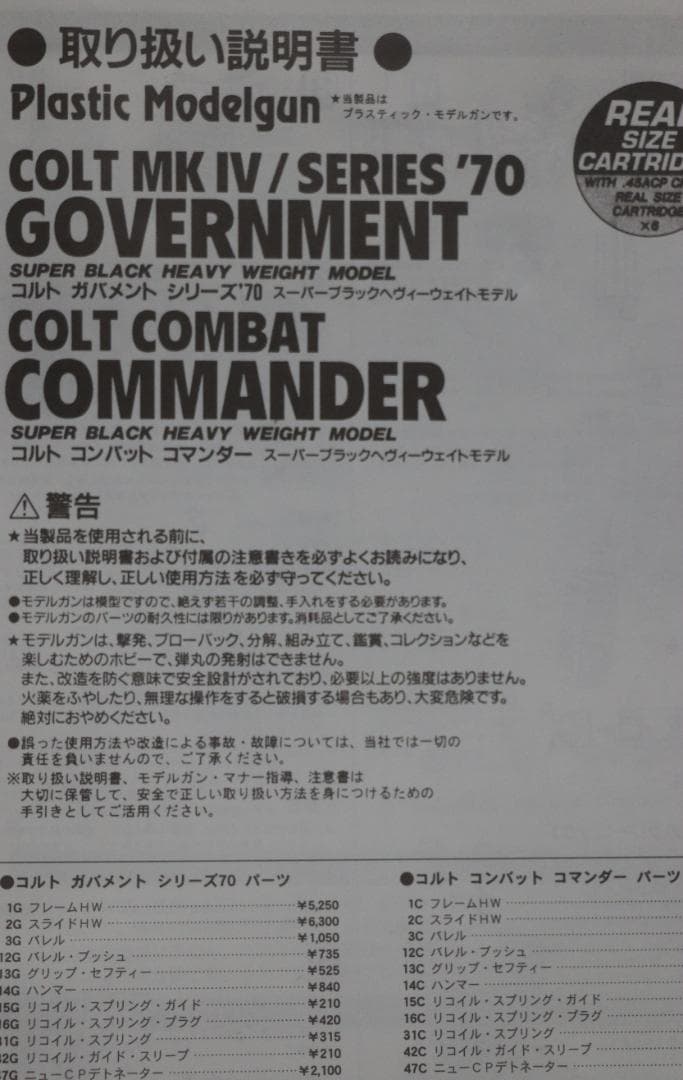 ●取り扱い説明書●
Plastic Modelgun
★当製品は
プラスティック・モデルガンです。
REAL
SIZE
CARTRID
WITH .45ACP C
REAL SIZE
CARTRIDGE
×6
COLT MK IV / SERIES '70
GOVERNMENT
SUPER BLACK HEAVY WEIGHT MODEL
コルト ガバメント シリーズ'70 スーパーブラックヘヴィーウェイトモデル
COLT COMBAT
COMMANDER
SUPER BLACK HEAVY WEIGHT MODEL
コルト コンバット コマンダー スーパーブラックヘヴィーウェイトモデル
⚠警告
★当製品を使用される前に、
取り扱い説明書および付属の注意書きを必ずよくお読みになり、
正しく理解し、正しい使用方法を必ず守ってください。
●モデルガンは模型ですので、絶えず若干の調整、手入れをする必要があります。
●モデルガンのパーツの耐久性には限りがあります。消耗品としてご了承ください。
★モデルガンは、撃発、ブローバック、分解、組み立て、鑑賞、コレクションなどを
楽しむためのホビーで、弾丸の発射はできません。
また、改造を防ぐ意味で安全設計がされており、必要以上の強度はありません。
火薬をふやしたり、無理な操作をすると破損する場合もあり、大変危険です。
絶対におやめください。
●誤った使用方法や改造による事故・故障については、当社では一切の
責任を負いませんので、ご了承ください。
※取り扱い説明書、モデルガン・マナー指導、注意書は
大切に保管して、安全で正しい取り扱い方法を身につけるための
手引きとしてご活用ください。
●コルト ガバメント シリーズ70 パーツ
1G フレームHW ¥5,250
2G スライドHW ¥6,300
3G バレル ¥1,050
12G バレル・ブッシュ ¥735
13G グリップ・セフティー ¥525
14G ハンマー ¥840
15G リコイル・スプリング・ガイド ¥210
16G リコイル・スプリング・プラグ ¥420
31G リコイル・スプリング ¥315
42G リコイル・ガイド・スリーブ ¥210
47G ニューCPデトネーター ¥2,100
●コルト コンバット コマンダー パーツ
1C フレームHW
2C スライドHW
3C バレル
12C バレル・ブッシュ
13C グリップ・セフティー
14C ハンマー
15C リコイル・スプリング・ガイド
16C リコイル・スプリング・プラグ
31C リコイル・スプリング
42C リコイル・ガイド・スリーブ
47C ニューCPデトネーター